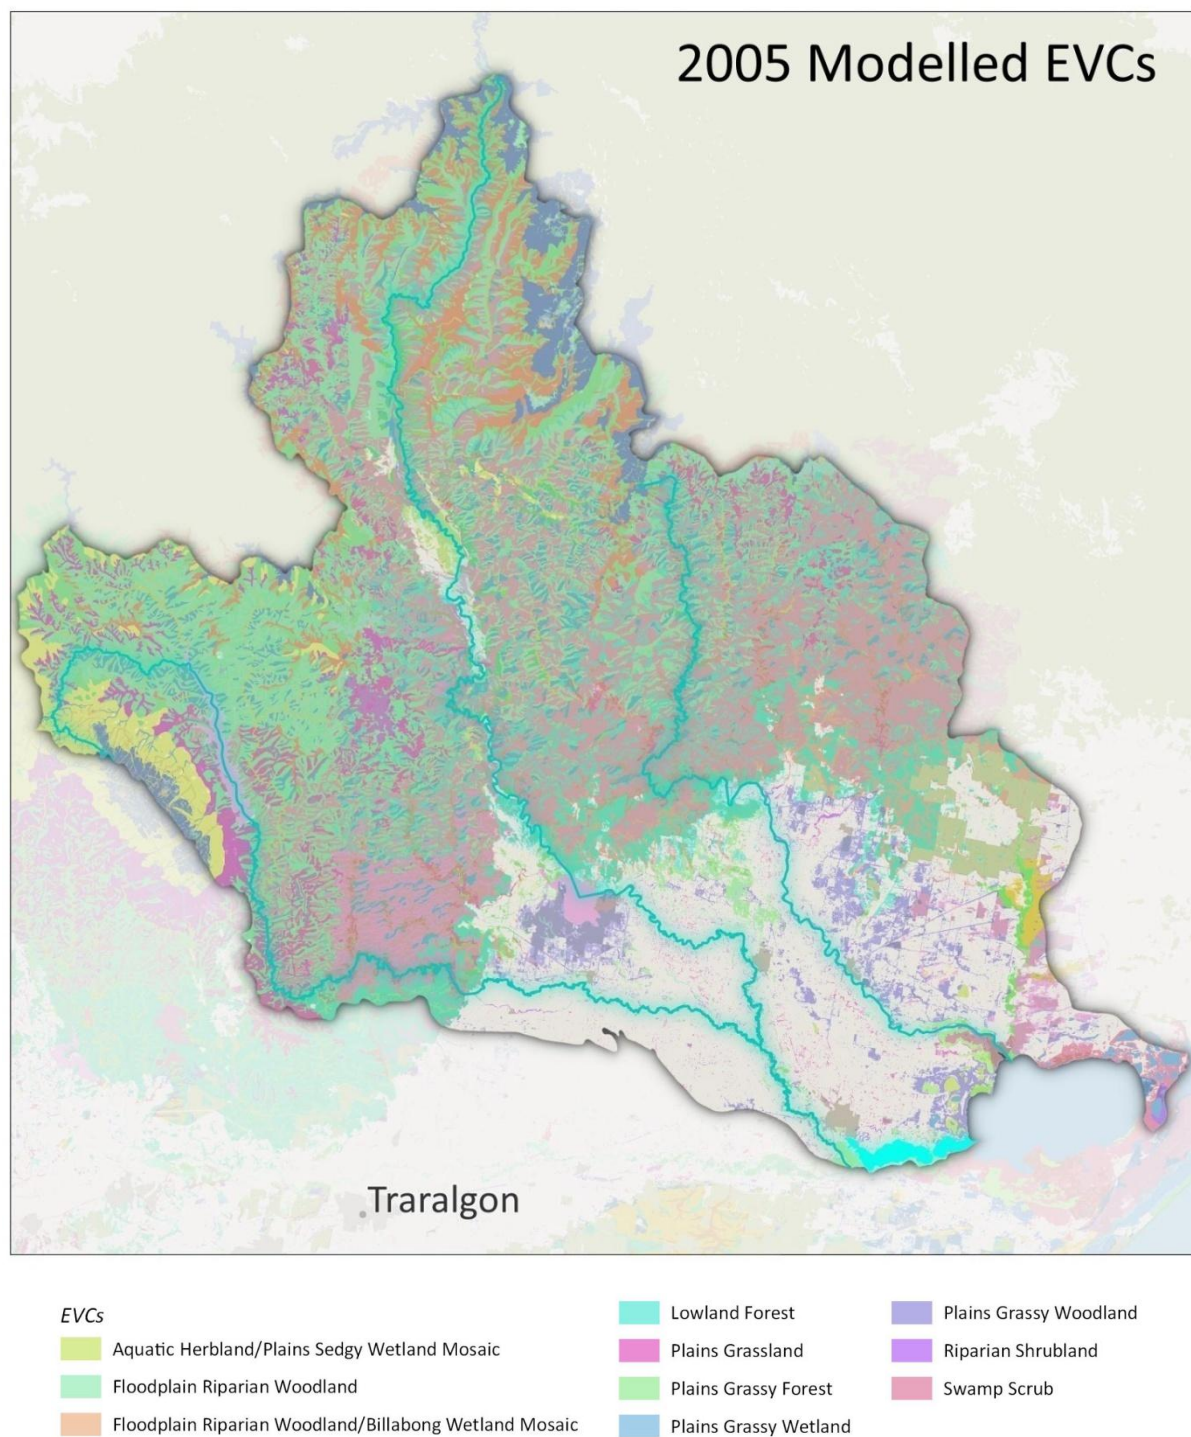 2005 Modelled EVCs
Traralgon
EVCs
Aquatic Herbland/Plains Sedgy Wetland Mosaic
Floodplain Riparian Woodland
Floodplain Riparian Woodland/Billabong Wetland Mosaic
Lowland Forest
Plains Grassland
Plains Grassy Forest
Plains Grassy Wetland
Plains Grassy Woodland
Riparian Shrubland
Swamp Scrub